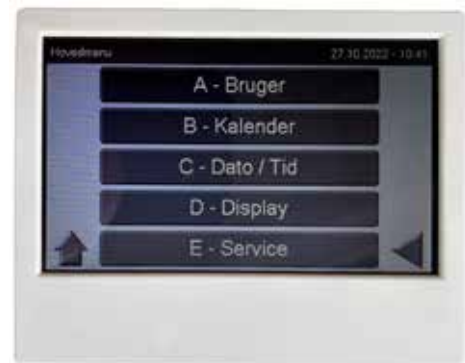 Hovedmenu 27.10.2022 - 10:41
A - Bruger
B - Kalender
C - Dato / Tid
D - Display
E - Service